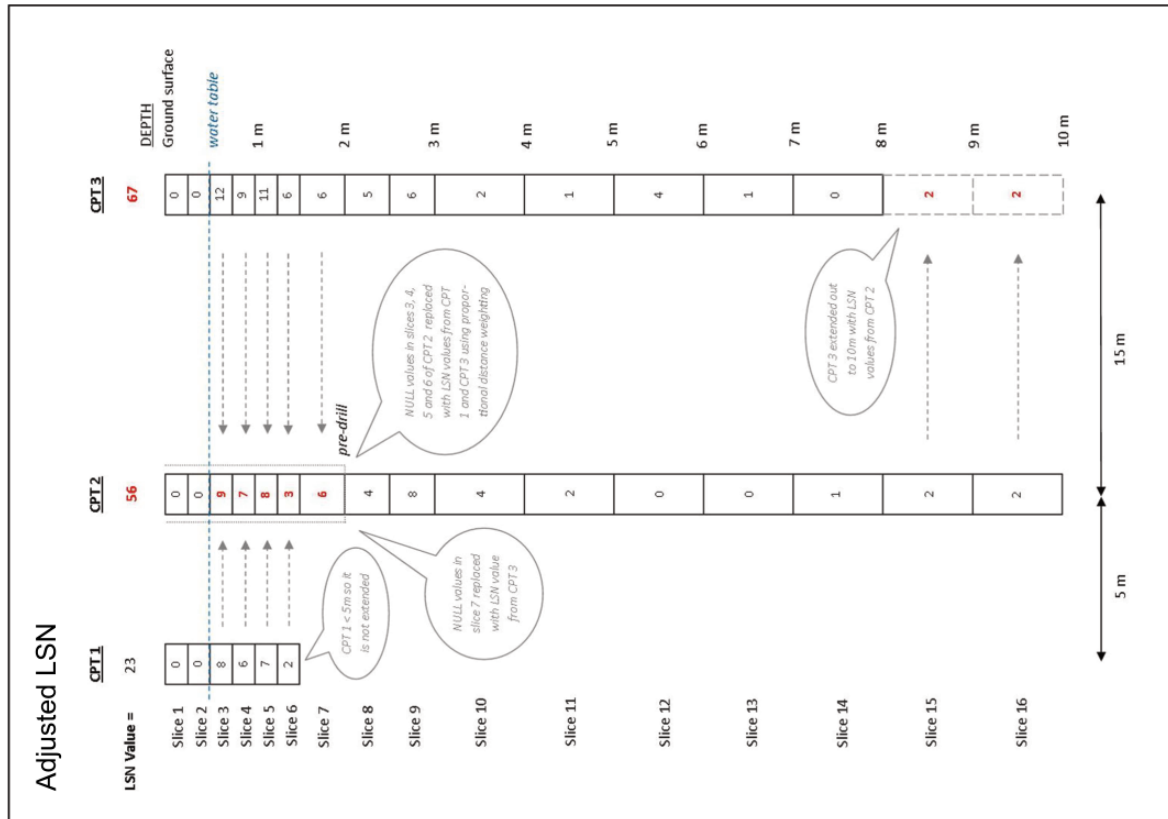 Adjusted LSN
CPT 1
CPT 2
CPT 3
DEPTH
LSN Value =
23
56
67
Ground surface
Slice 1
0
0
0
Slice 2
0
0
0
water table
Slice 3
8
9
12
Slice 4
6
7
9
1 m
Slice 5
7
8
11
Slice 6
2
3
6
Slice 7
6
6
pre-drill
2 m
Slice 8
4
5
Slice 9
8
6
3 m
Slice 10
4
2
4 m
Slice 11
2
1
5 m
Slice 12
0
4
6 m
Slice 13
0
1
7 m
Slice 14
1
0
8 m
Slice 15
2
2
9 m
Slice 16
2
2
10 m
CPT 1 < 5m so it
is not extended
NULL values in
slice 7 replaced
with LSN value
from CPT 3
NULL values in slices 3, 4,
5 and 6 of CPT 2 replaced
with LSN values from CPT
1 and CPT 3 using propor-
tional distance weighting
CPT 3 extended out
to 10m with LSN
values from CPT 2
5 m
15 m